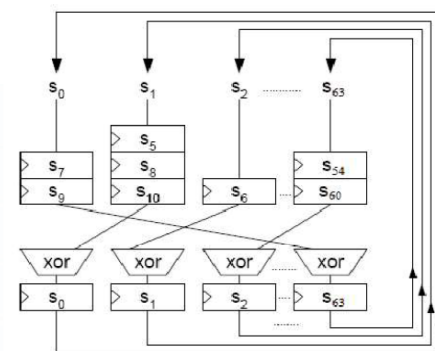 s0 s1 s2 .......... s63
s5
s7 s8 s54
s9 s10 s6 ..... s60
xor xor xor ........ xor
s0 s1 s2 ..... s63
.........